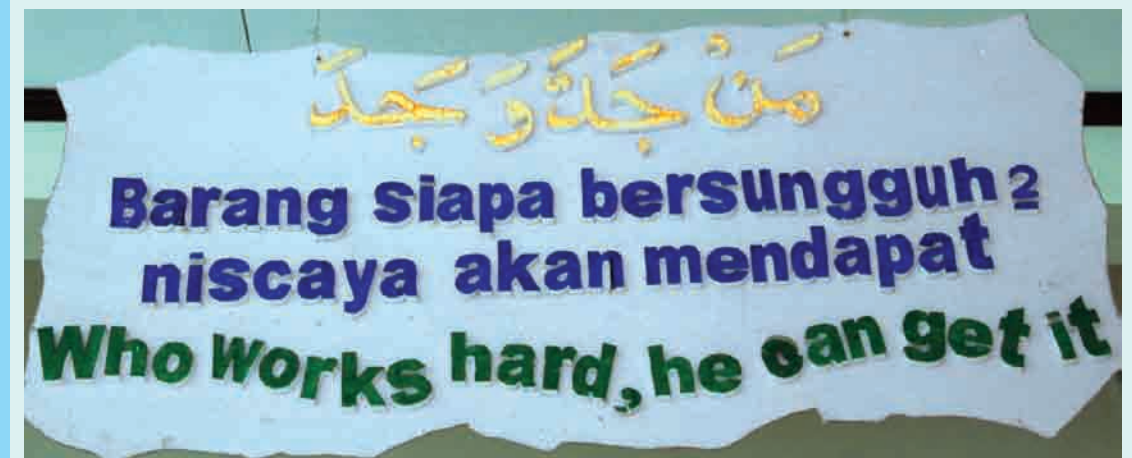 مَنْ جَدَّ وَ جَدَ
Barang siapa bersungguh2
niscaya akan mendapat
Who Works hard, he can get it